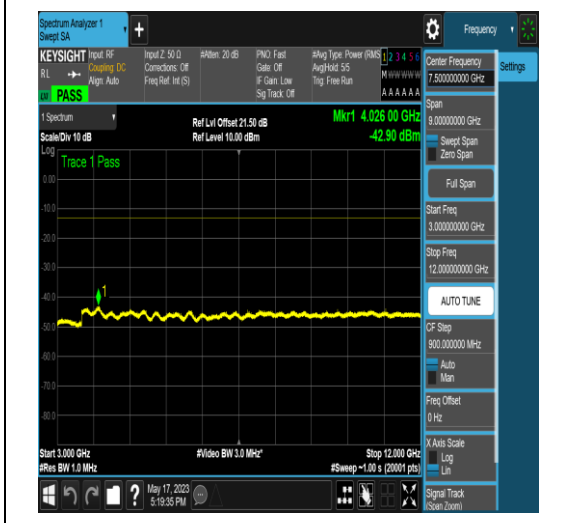 Spectrum Analyzer 1
Swept SA
+
Frequency
KEYSIGHT
RL
PASS
Input: RF
Coupling: DC
Align: Auto
Input Z: 50 Ω
Corrections: Off
Freq Ref: Int (S)
#Atten: 20 dB
PNO: Fast
Gate: Off
IF Gain: Low
Sig Track: Off
#Avg Type: Power (RMS
Avg|Hold: 5/5
Trig: Free Run
1 2 3 4 5 6
M W W W W W
A A A A A A
1 Spectrum
Scale/Div 10 dB
Ref Lvl Offset 21.50 dB
Ref Level 10.00 dBm
Mkr1 4.026 00 GHz
-42.90 dBm
Log
Trace 1 Pass
0.00
-10.0
-20.0
-30.0
-40.0
-50.0
-60.0
-70.0
-80.0
1
Start 3.000 GHz
#Res BW 1.0 MHz
#Video BW 3.0 MHz*
Stop 12.000 GHz
#Sweep ~1.00 s (20001 pts)
May 17, 2023
5:19:35 PM
?
Center Frequency
7.500000000 GHz
Settings
Span
9.00000000 GHz
Swept Span
Zero Span
Full Span
Start Freq
3.000000000 GHz
Stop Freq
12.000000000 GHz
AUTO TUNE
CF Step
900.000000 MHz
Auto
Man
Freq Offset
0 Hz
X Axis Scale
Log
Lin
Signal Track
(Span Zoom)